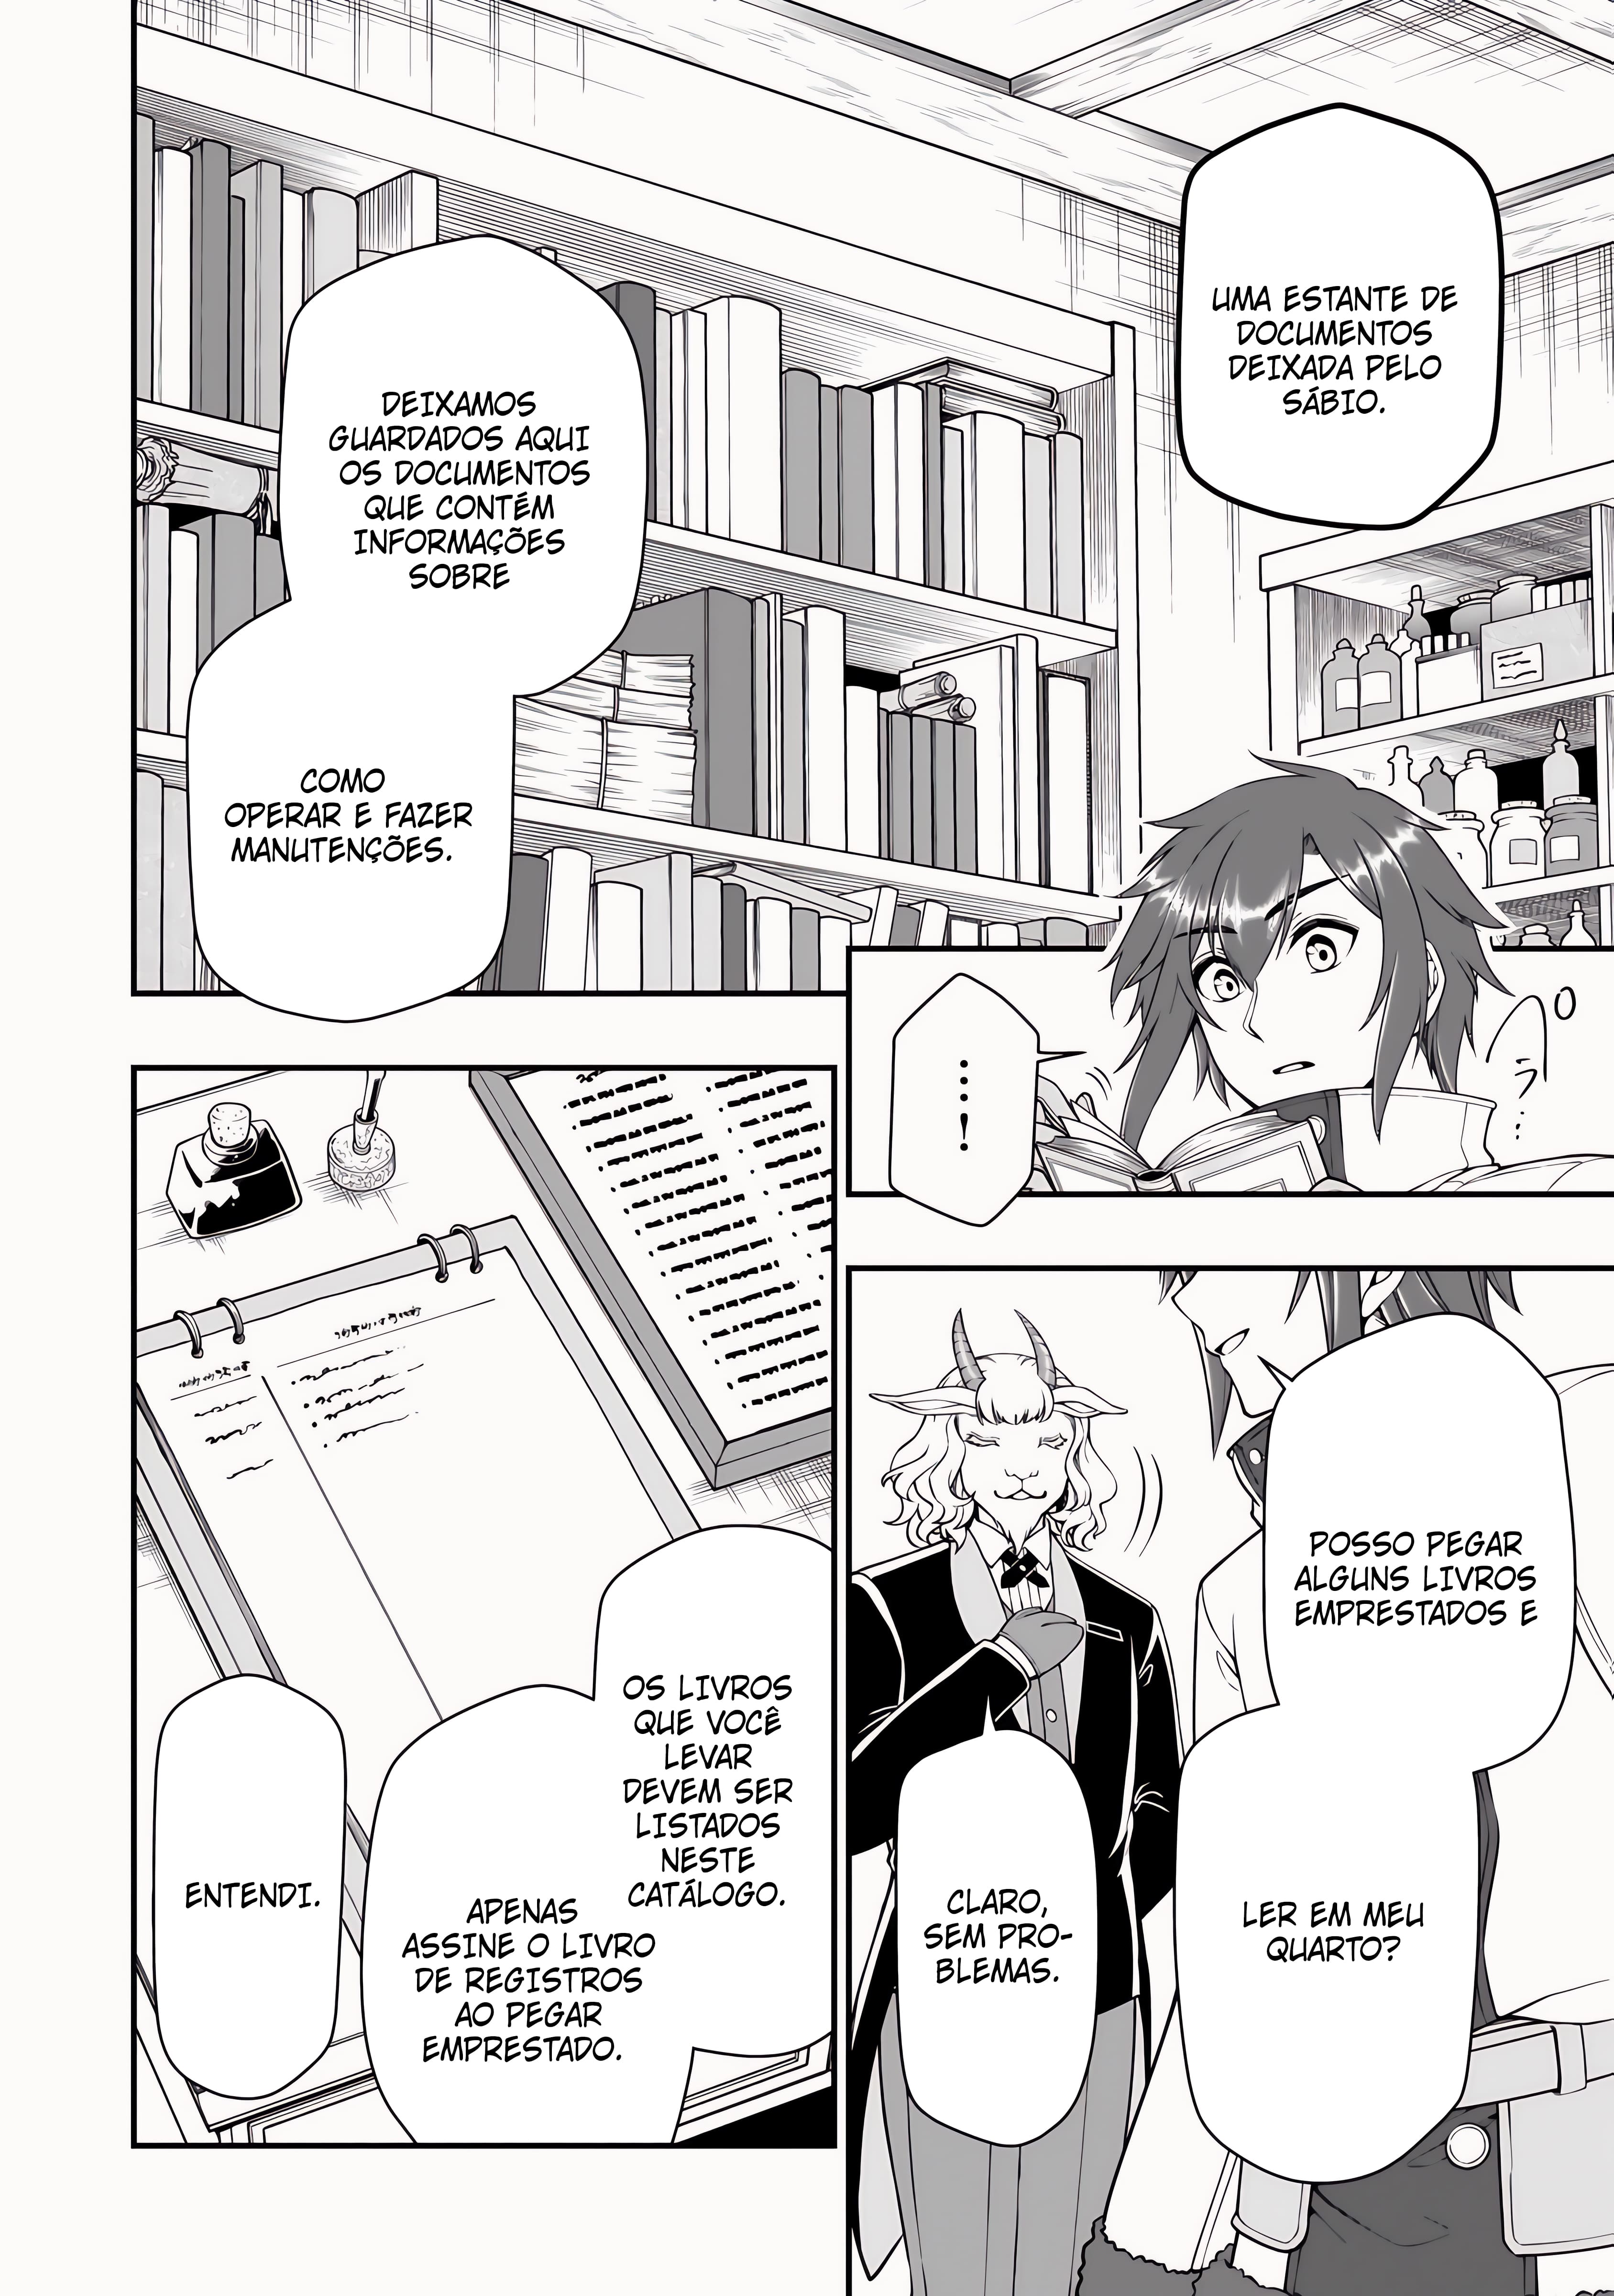 UMA ESTANTE DE
DOCUMENTOS
DEIXADA PELO
SÁBIO.
DEIXAMOS
GUARDADOS AQUI
OS DOCUMENTOS
QUE CONTÉM
INFORMAÇÕES
SOBRE
COMO
OPERAR E FAZER
MANUTENÇÕES.
....!
POSSO PEGAR
ALGUNS LIVROS
EMPRESTADOS E
LER EM MEU
QUARTO?
CLARO,
SEM PRO-
BLEMAS.
OS LIVROS
QUE VOCÊ
LEVAR
DEVEM SER
LISTADOS
NESTE
CATÁLOGO.
APENAS
ASSINE O LIVRO
DE REGISTROS
AO PEGAR
EMPRESTADO.
ENTENDI.